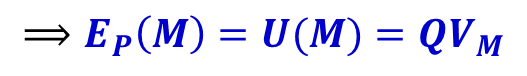 ⟹ E_P(M) = U(M) = QV_M